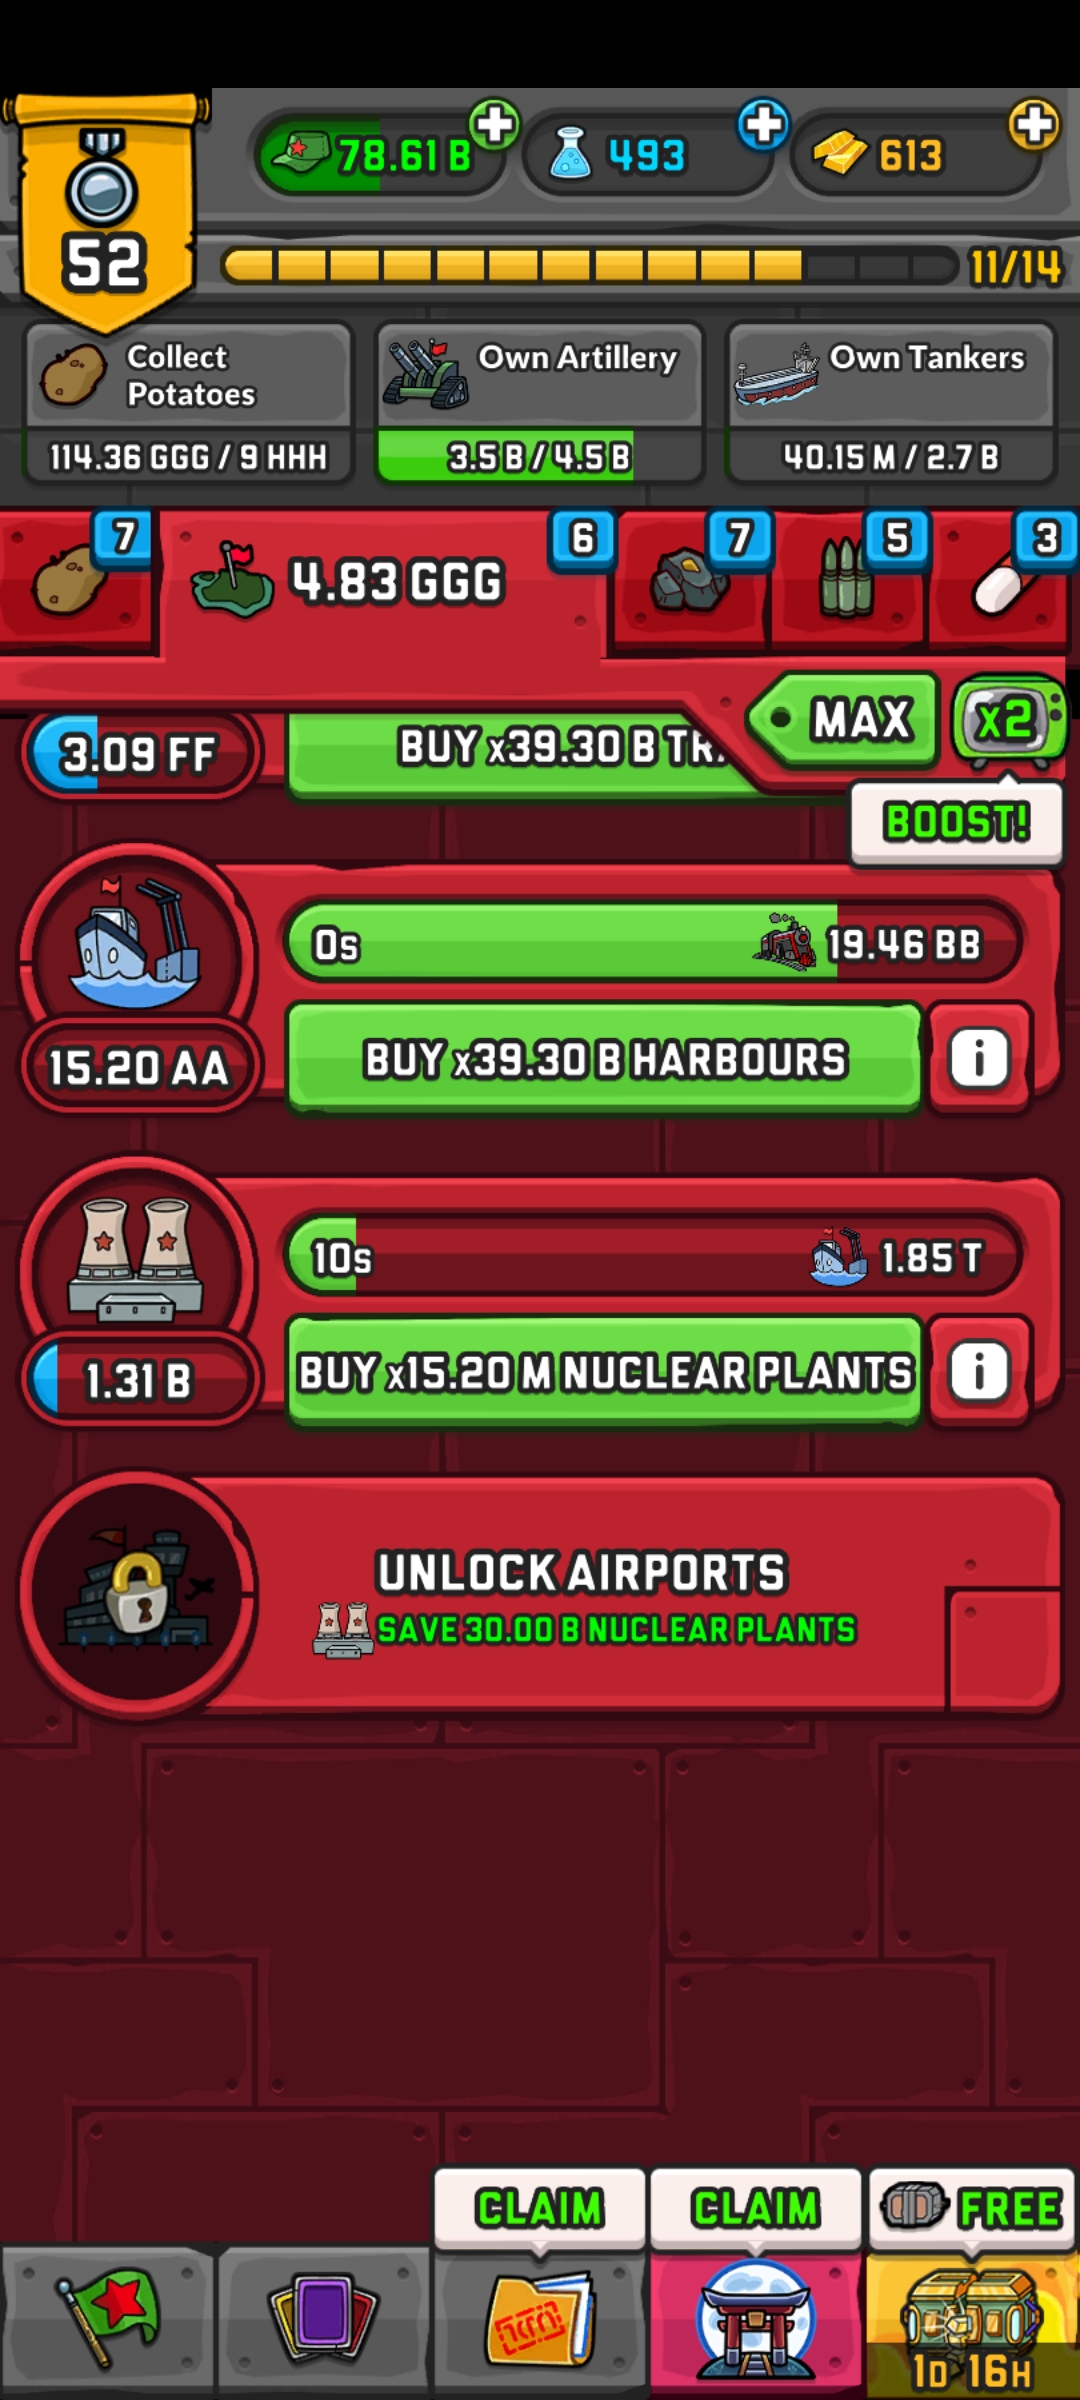 78.61 B
493
613
52
11/14
Collect
Potatoes
Own Artillery
Own Tankers
114.36 GGG / 9 HHH
3.5 B / 4.5 B
40.15 M / 2.7 B
7
4.83 GGG
6
7
5
3
MAX
x2
3.09 FF
BUY x39.30 B
BOOST!
0s
19.46 BB
15.20 AA
BUY x39.30 B HARBOURS
i
10s
1.85 T
1.31 B
BUY x15.20 M NUCLEAR PLANTS
i
UNLOCK AIRPORTS
SAVE 30.00 B NUCLEAR PLANTS
CLAIM
CLAIM
FREE
1D 16H